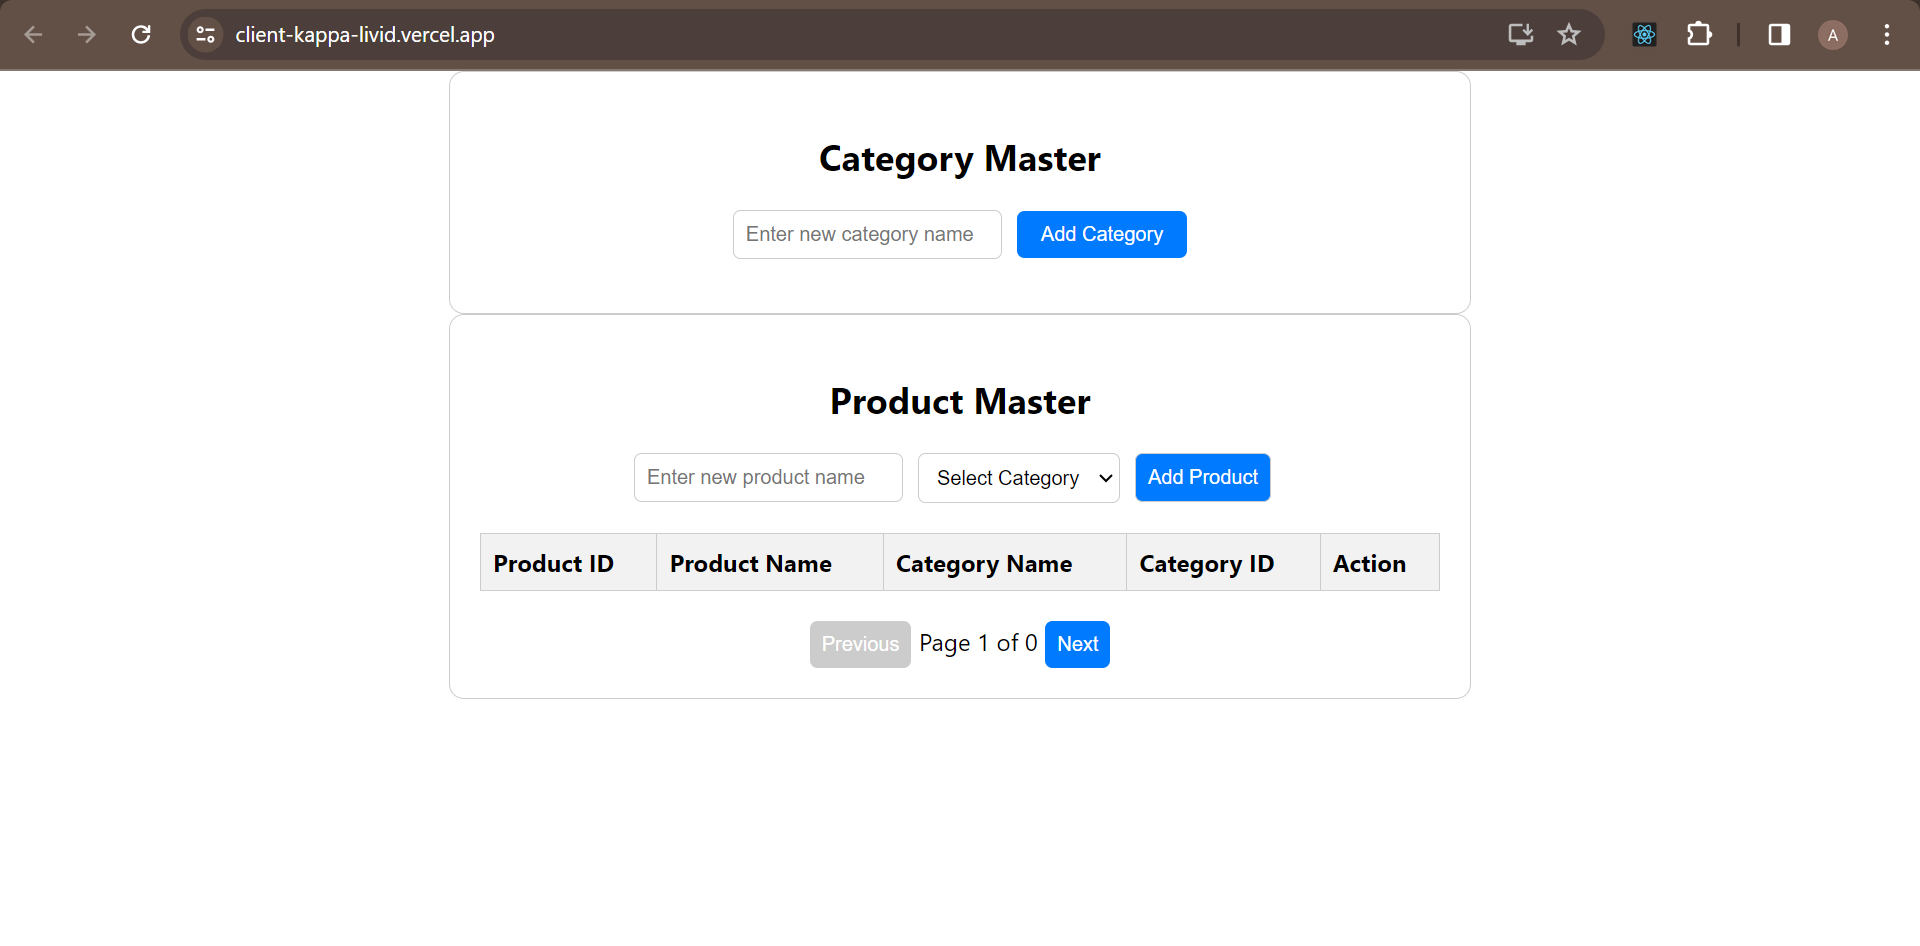 client-kappa-livid.vercel.app
A
Category Master
Enter new category name Add Category
Product Master
Enter new product name Select Category Add Product
Product ID Product Name Category Name Category ID Action
Previous Page 1 of 0 Next